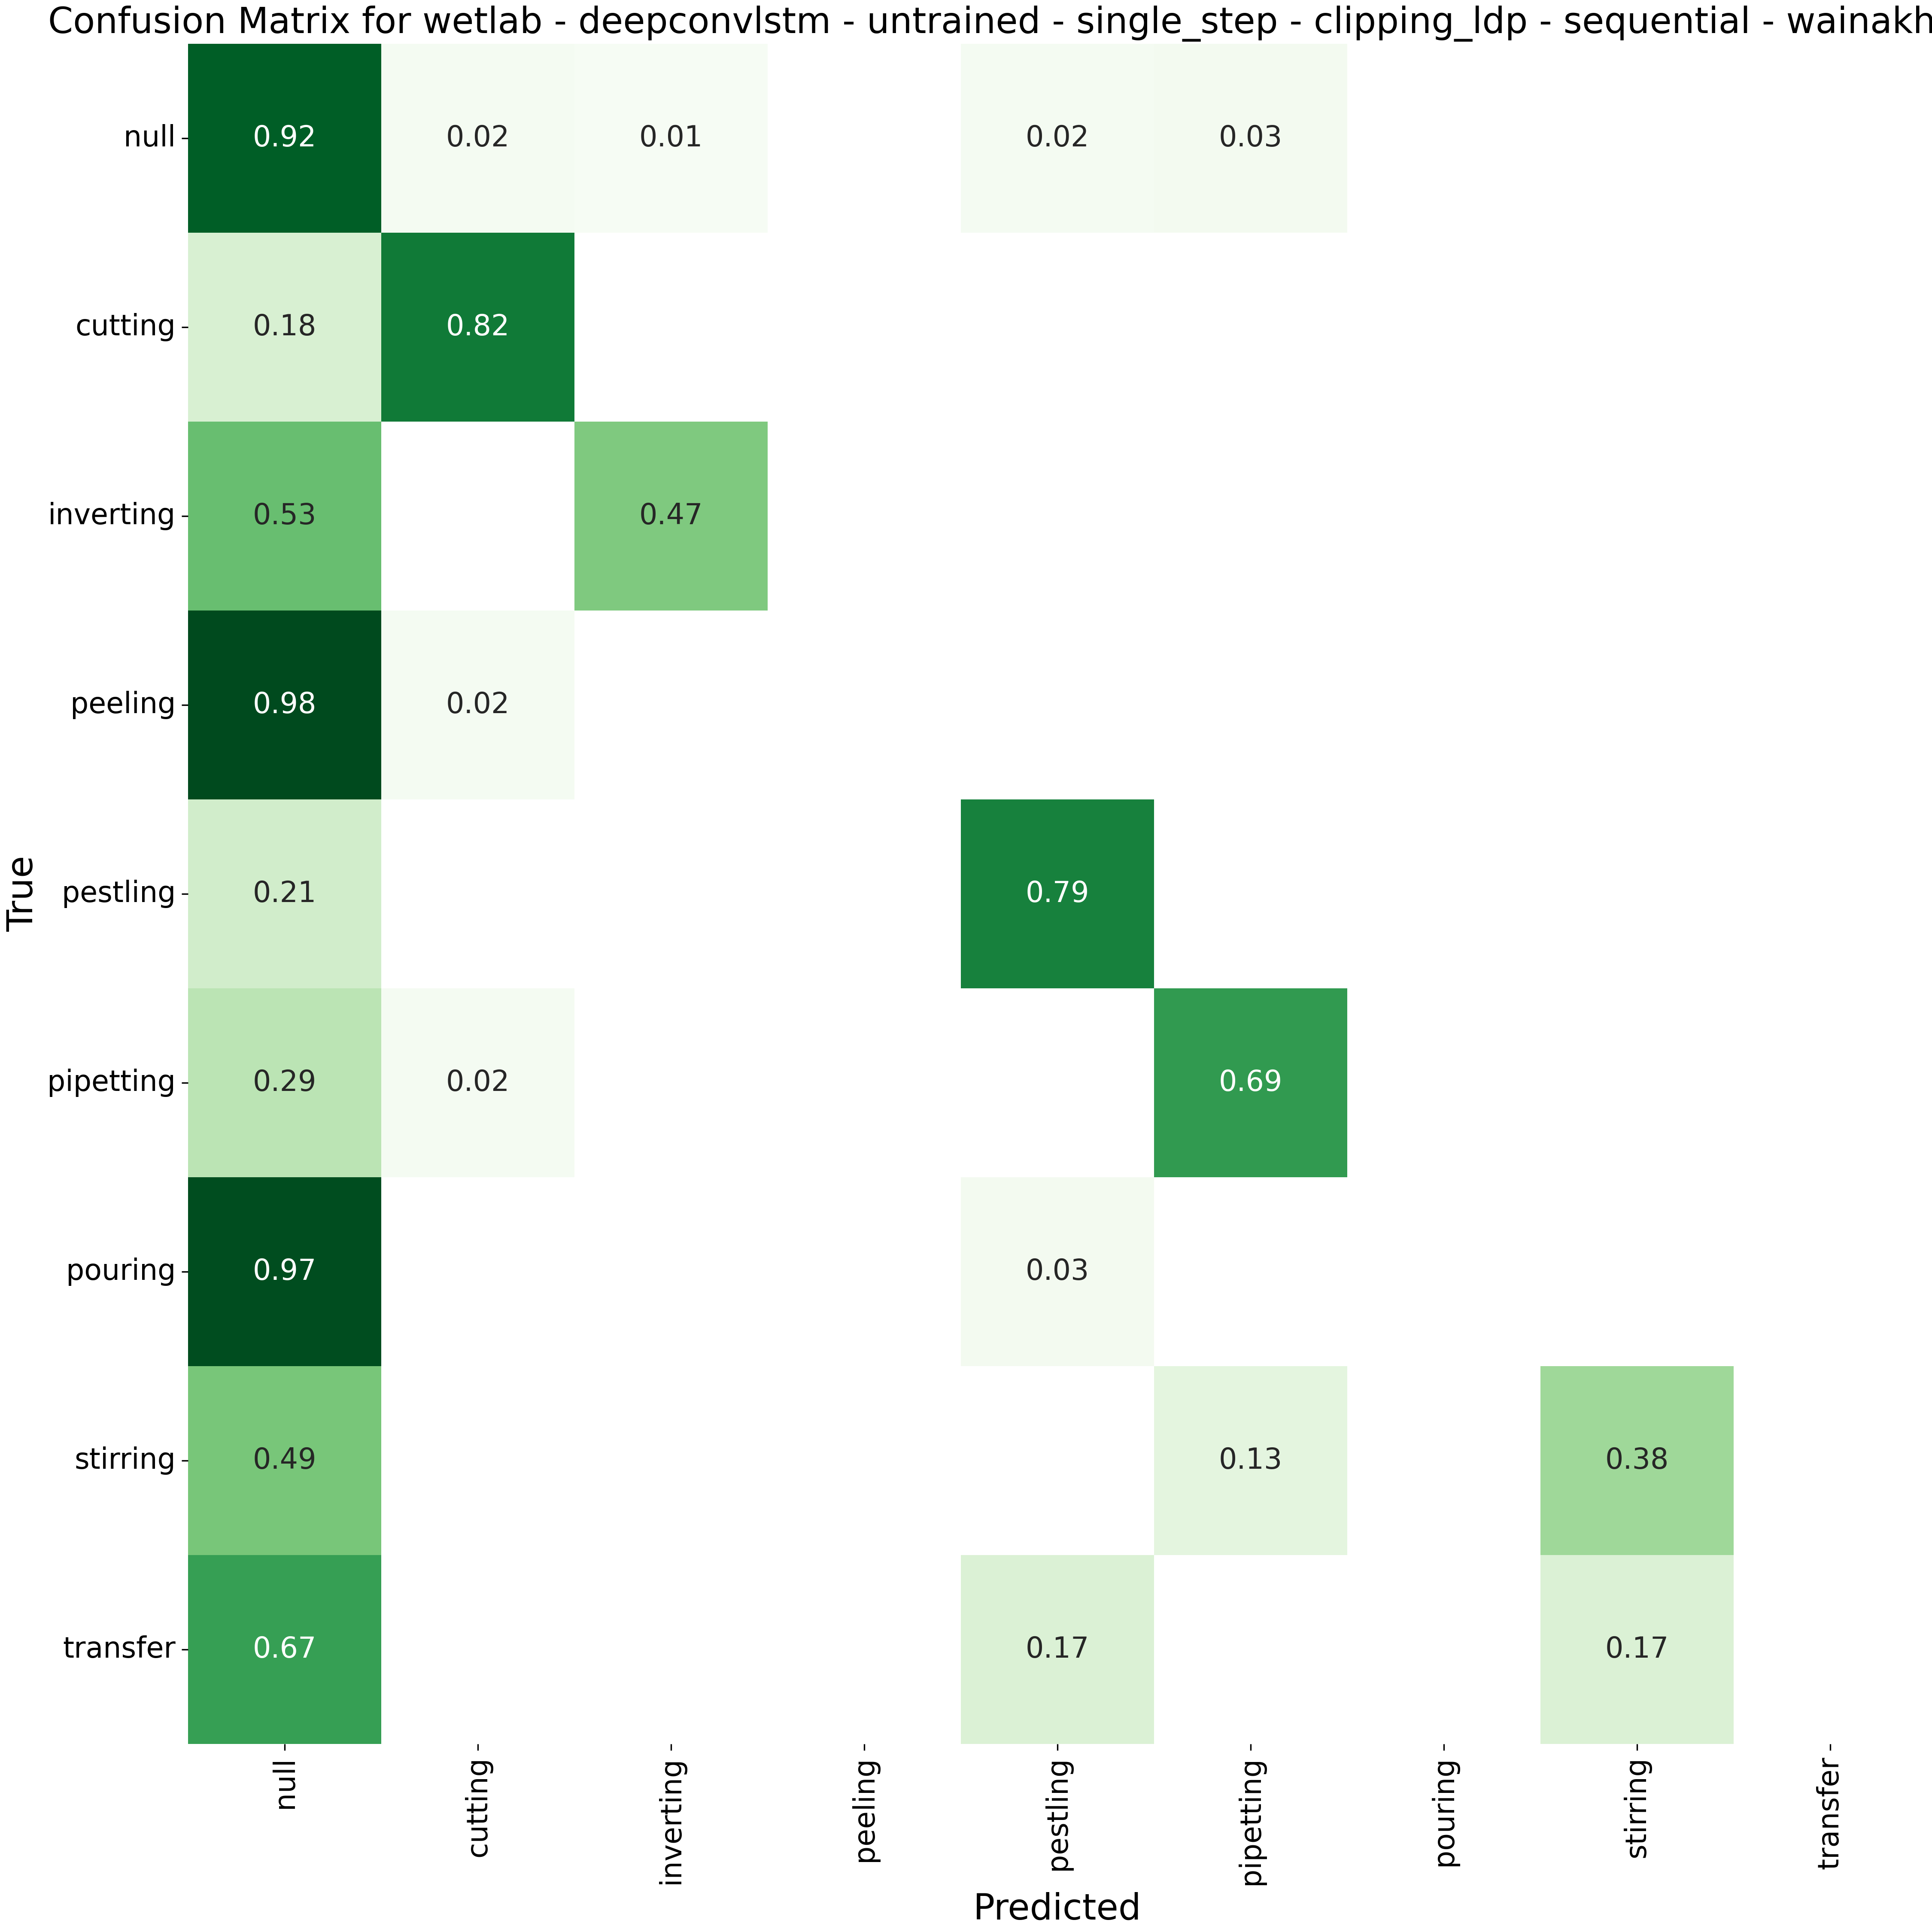 Confusion Matrix for wetlab - deepconvlstm - untrained - single_step - clipping_ldp - sequential - wainakh
null 0.92 0.02 0.01 0.02 0.03
cutting 0.18 0.82
inverting 0.53 0.47
peeling 0.98 0.02
pestling 0.21 0.79
pipetting 0.29 0.02 0.69
pouring 0.97 0.03
stirring 0.49 0.13 0.38
transfer 0.67 0.17 0.17
True
null cutting inverting peeling pestling pipetting pouring stirring transfer
Predicted